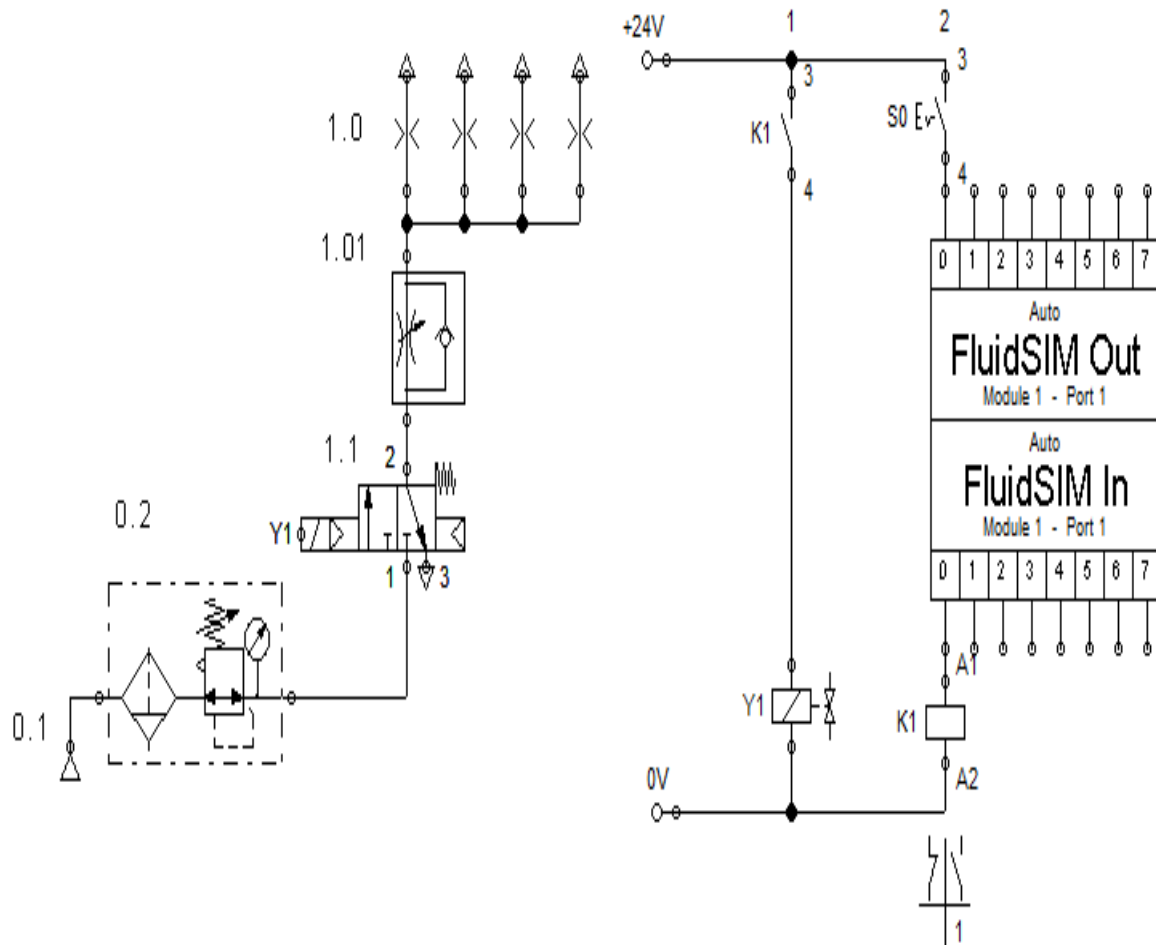 1.0
1.01
1.1
2
Y1
1
3
0.2
0.1
1
2
+24V
3
3
K1
S0
4
4
0 1 2 3 4 5 6 7
Auto
FluidSIM Out
Module 1 - Port 1
Auto
FluidSIM In
Module 1 - Port 1
0 1 2 3 4 5 6 7
A1
Y1
K1
A2
0V
1